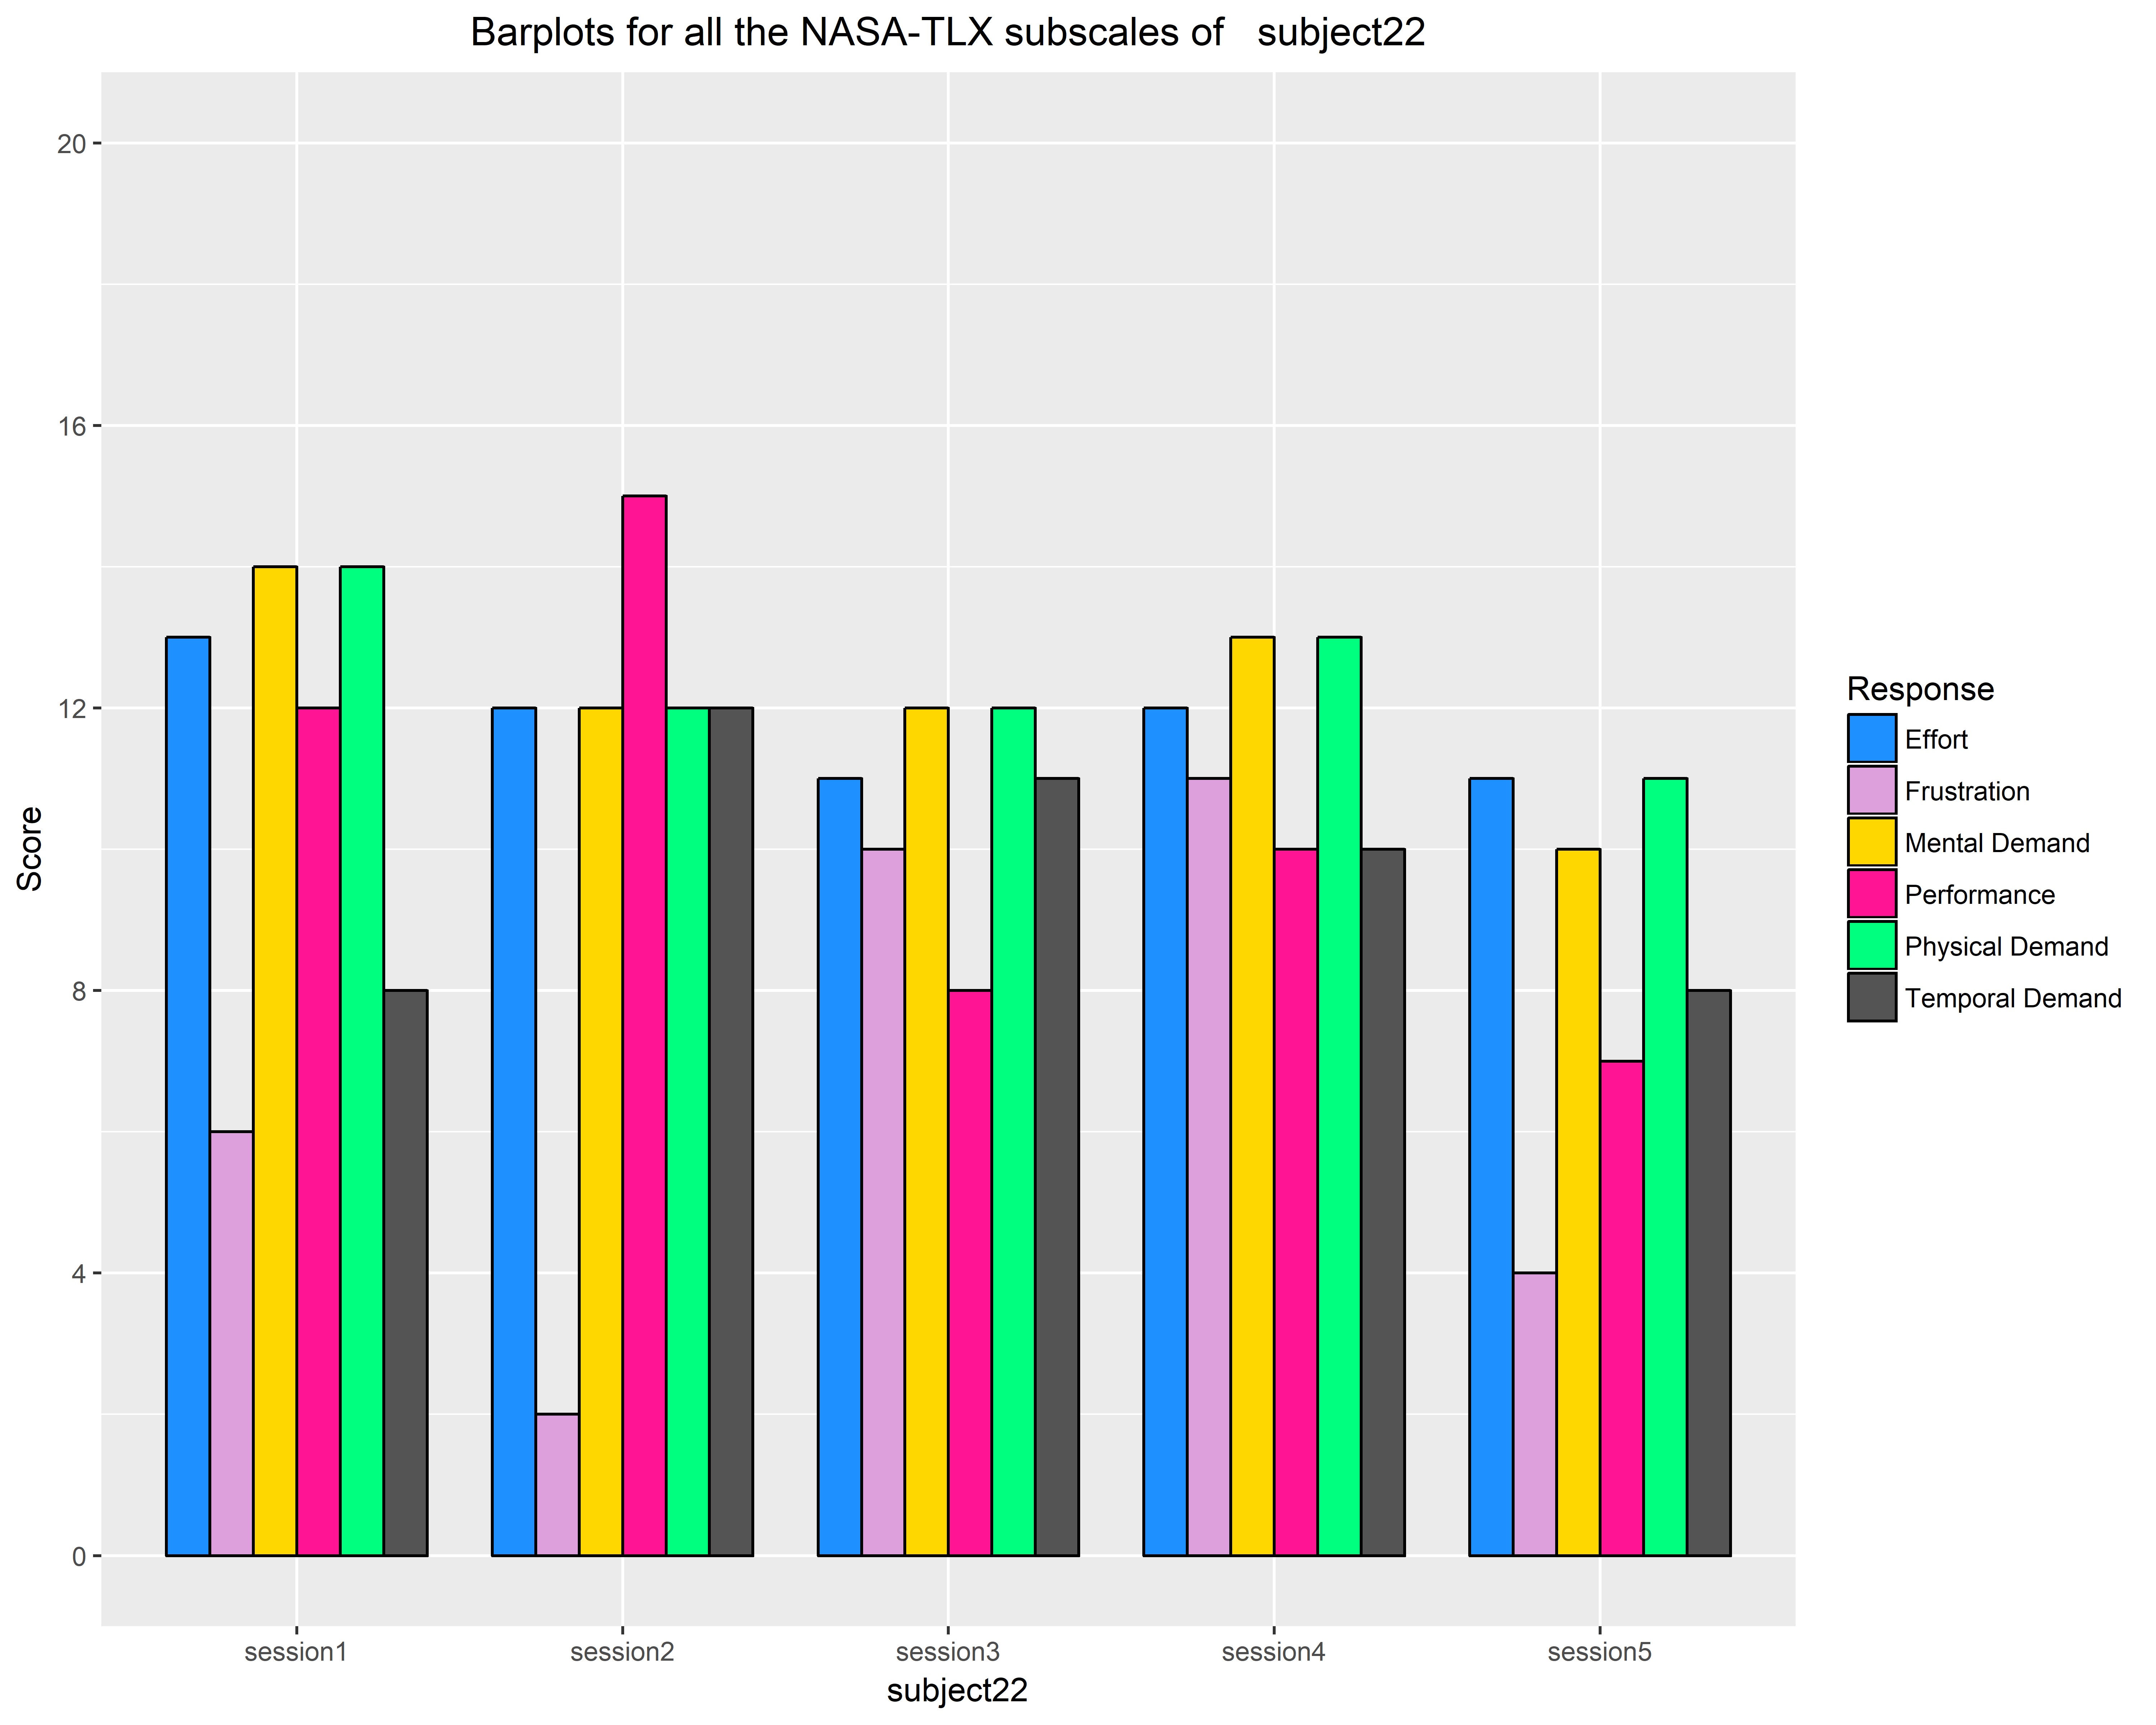 Barplots for all the NASA-TLX subscales of   subject22
20
16
12
8
4
0
Score
session1
session2
session3
session4
session5
subject22
Response
Effort
Frustration
Mental Demand
Performance
Physical Demand
Temporal Demand